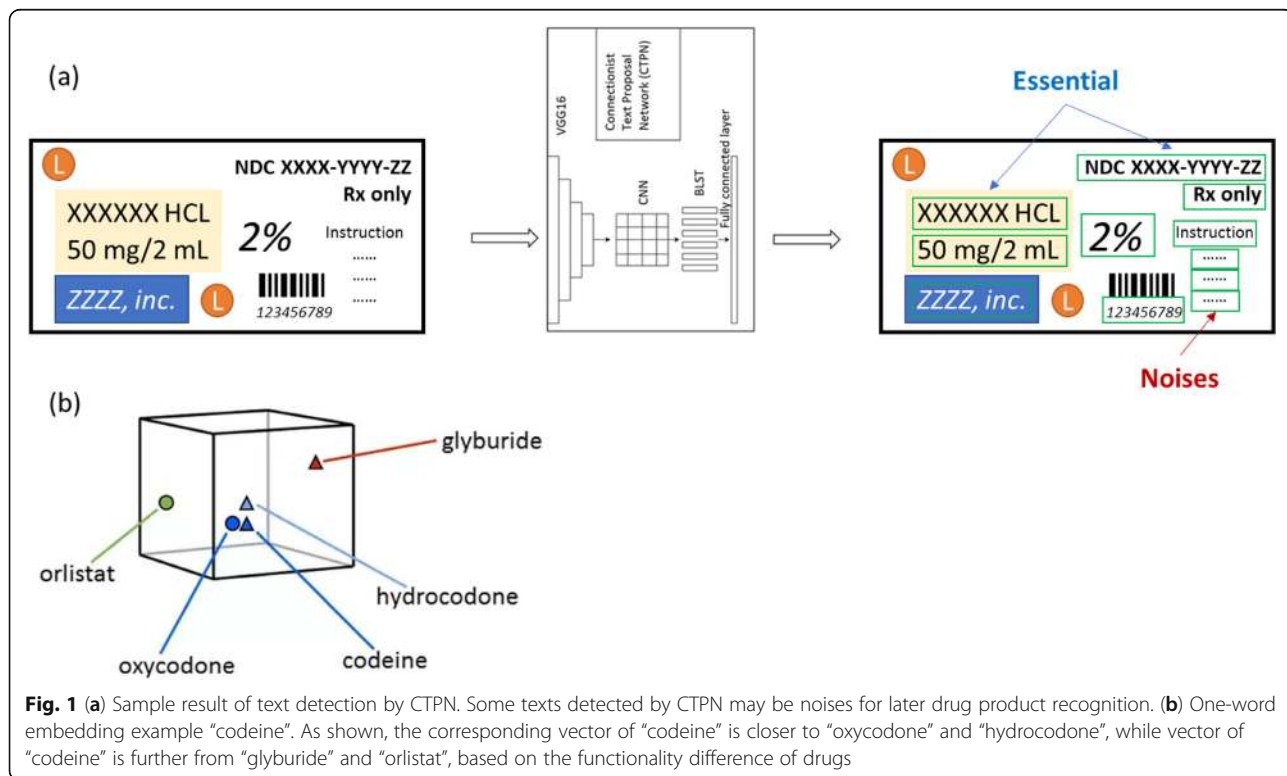 (a)
L
NDC XXXX-YYYY-ZZ
Rx only
XXXXXX HCL
50 mg/2 mL
2%
Instruction
......
......
......
ZZZZ, inc.
L
123456789
VGG16
Connectionist
Text Proposal
Network (CTPN)
CNN
BLST
Fully connected layer
Essential
L
NDC XXXX-YYYY-ZZ
Rx only
XXXXXX HCL
50 mg/2 mL
2%
Instruction
......
......
......
ZZZZ, inc.
L
123456789
Noises
(b)
glyburide
orlistat
hydrocodone
oxycodone
codeine
Fig. 1 (a) Sample result of text detection by CTPN. Some texts detected by CTPN may be noises for later drug product recognition. (b) One-word
embedding example “codeine”. As shown, the corresponding vector of “codeine” is closer to “oxycodone” and “hydrocodone”, while vector of
“codeine” is further from “glyburide” and “orlistat”, based on the functionality difference of drugs